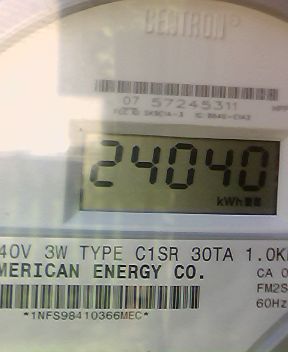 CENTRON®
07 57245311
24040
kWh
40V 3W TYPE C1SR 30TA 1.0K
MERICAN ENERGY CO.
CA 0
FM2S
60Hz
*1NFS98410366MEC*